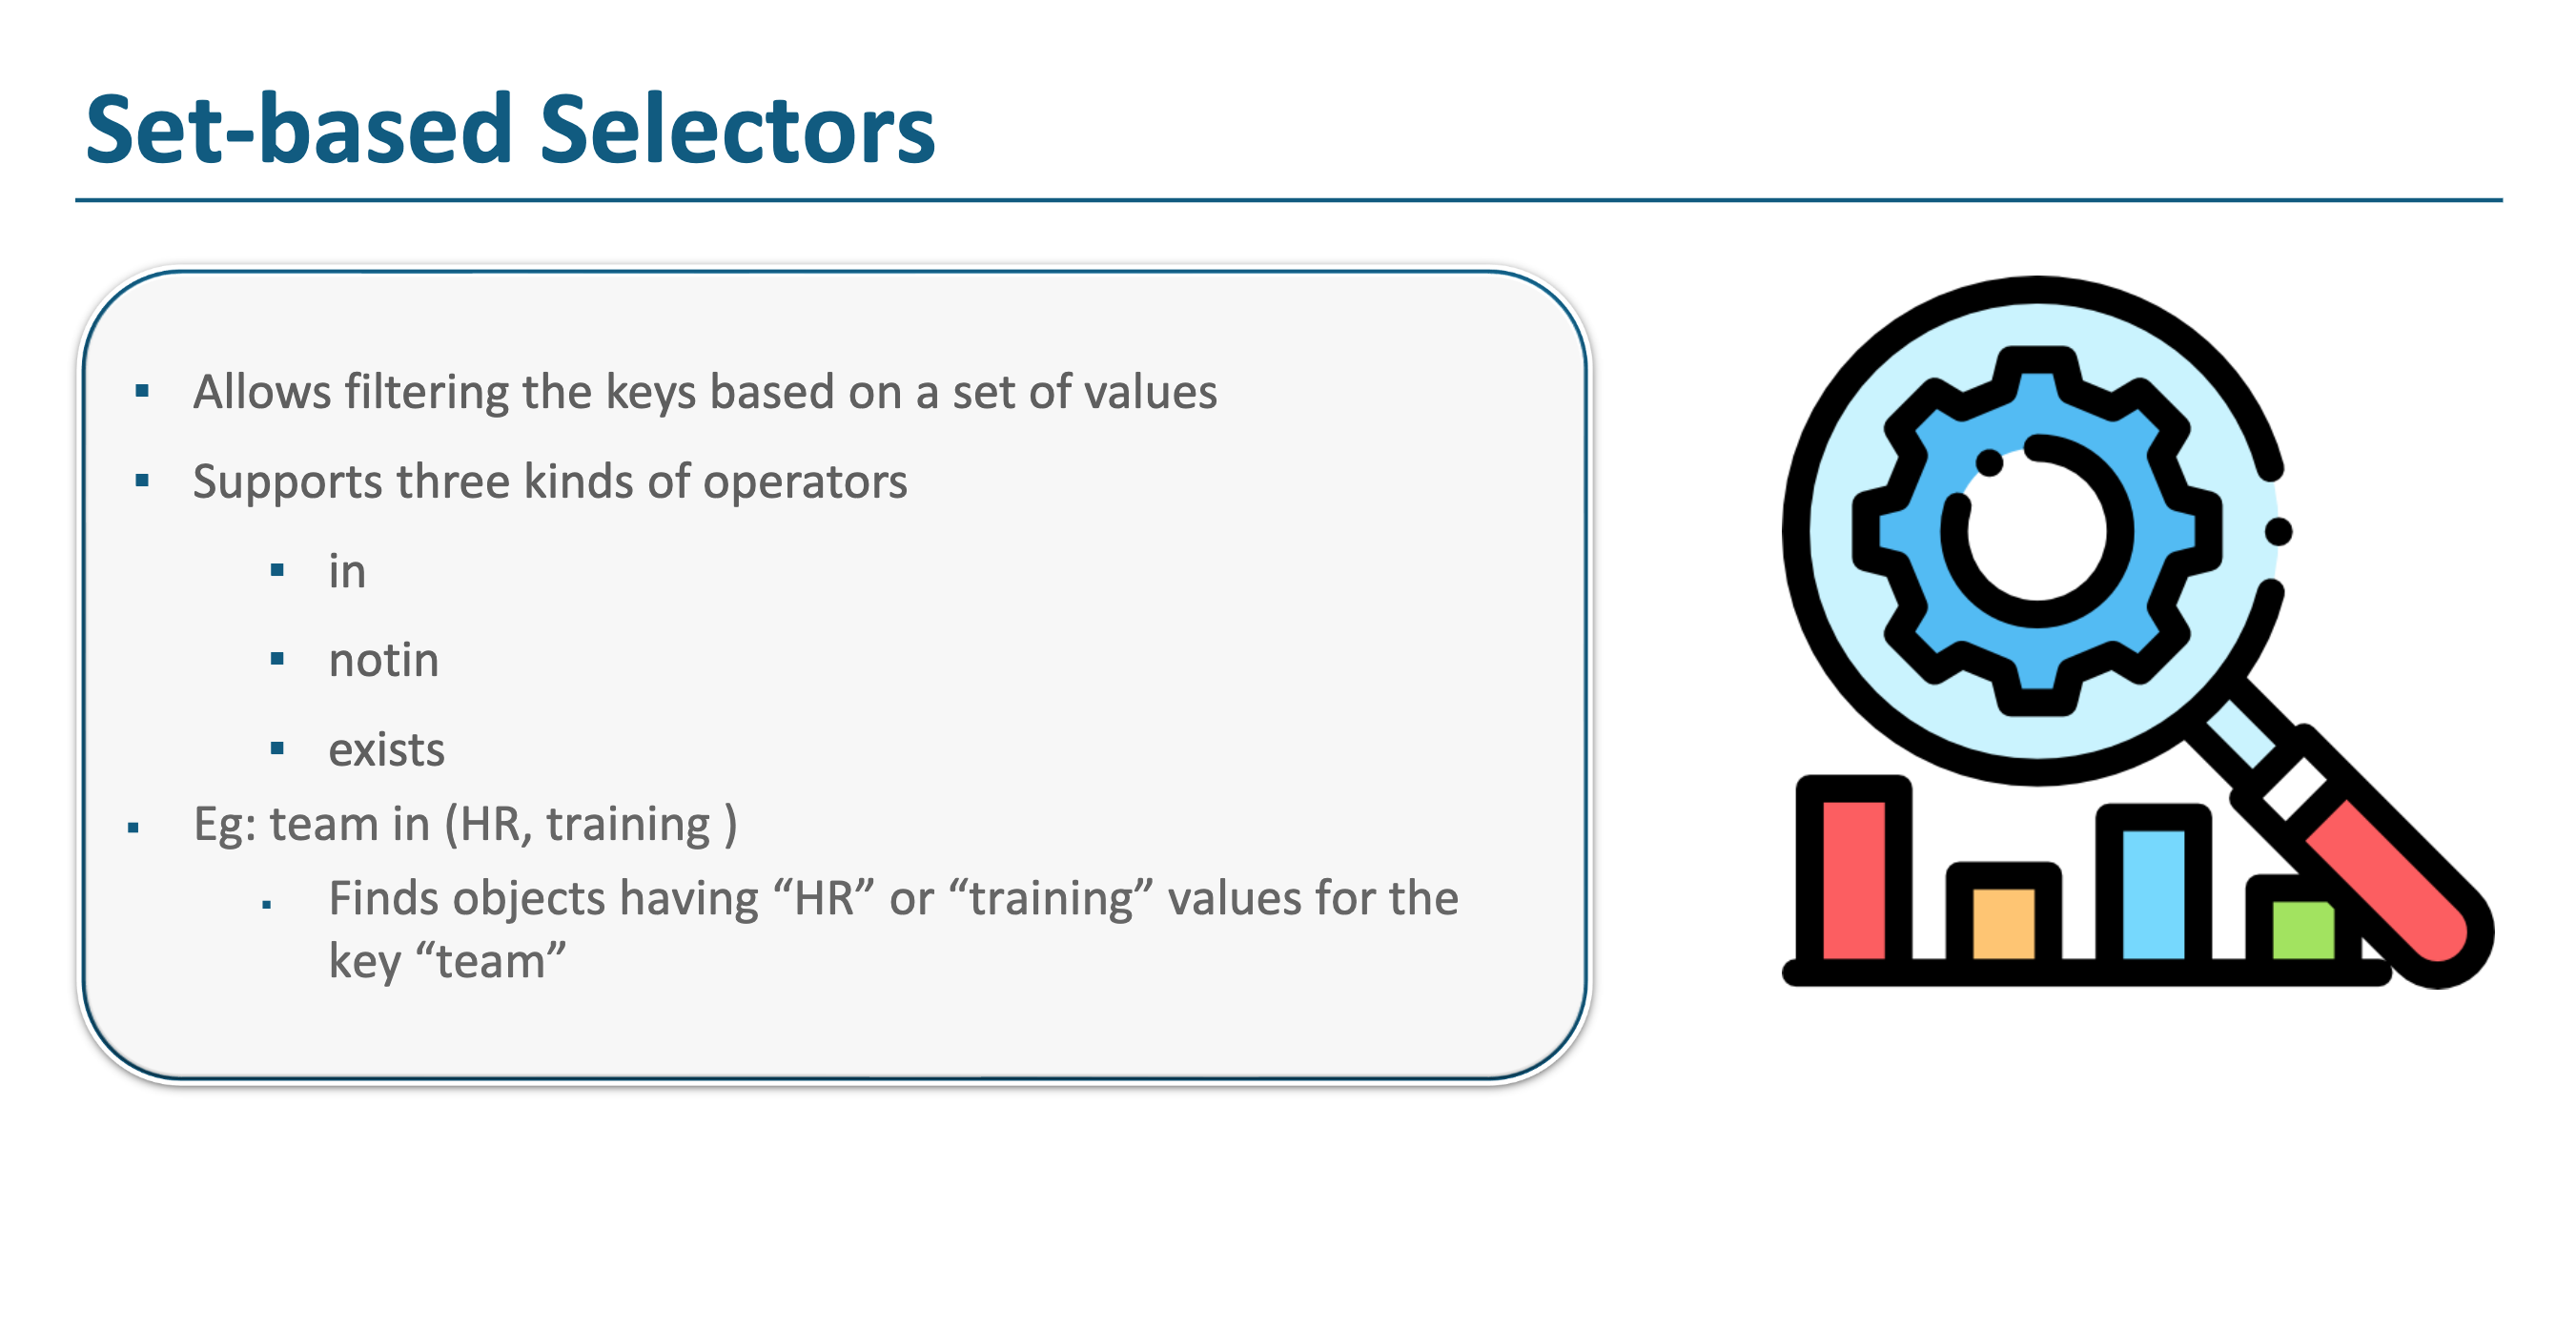 Set-based Selectors
▪ Allows filtering the keys based on a set of values
▪ Supports three kinds of operators
▪ in
▪ notin
▪ exists
▪ Eg: team in (HR, training )
▪ Finds objects having “HR” or “training” values for the
key “team”